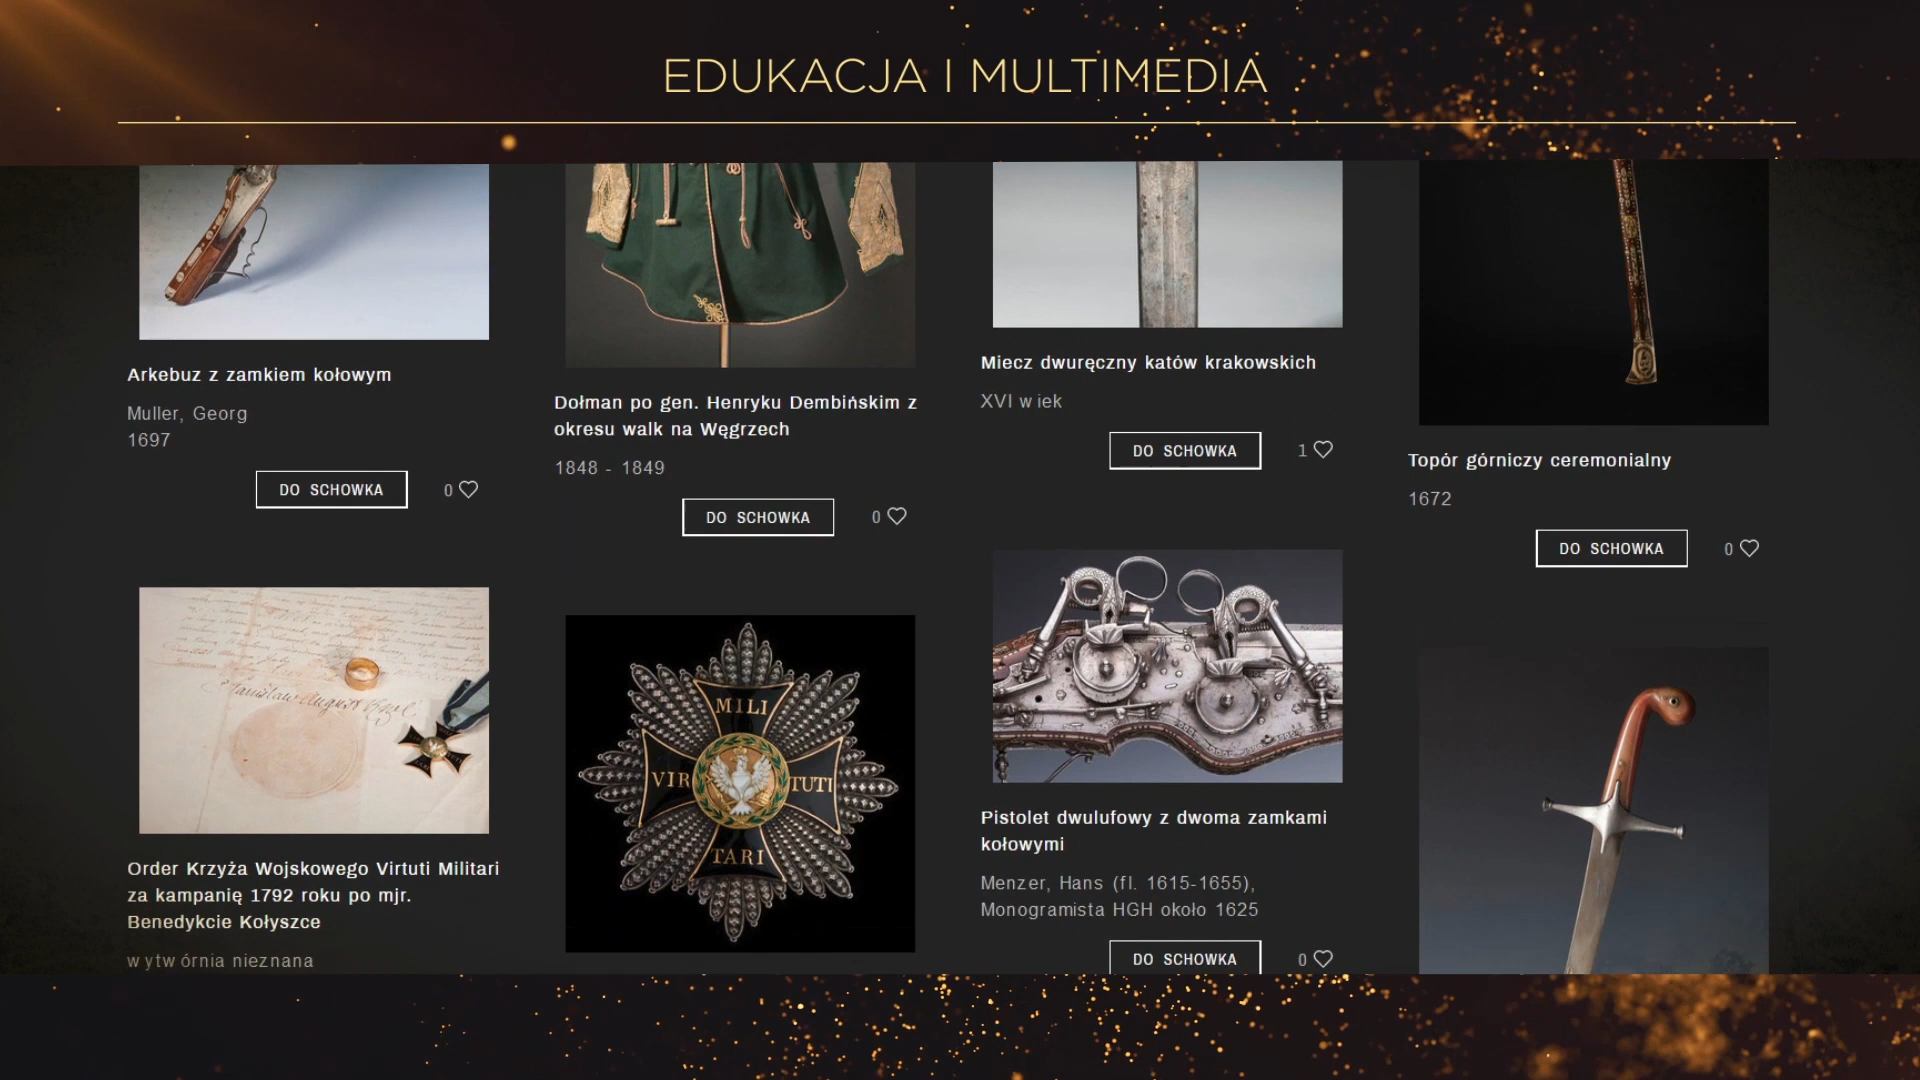 EDUKACJA I MULTIMEDIA
Arkebuz z zamkiem kołowym
Muller, Georg
1697
DO SCHOWKA
0
Dołman po gen. Henryku Dembińskim z
okresu walk na Węgrzech
1848 - 1849
DO SCHOWKA
0
Miecz dwuręczny katów krakowskich
XVI wiek
DO SCHOWKA
1
Topór górniczy ceremonialny
1672
DO SCHOWKA
0
Stanisław August Król
Order Krzyża Wojskowego Virtuti Militari
za kampanię 1792 roku po mjr.
Benedykcie Kołyszce
wytwórnia nieznana
MILI
VIR TUTI
TARI
Pistolet dwulufowy z dwoma zamkami
kołowymi
Menzer, Hans (fl. 1615-1655),
Monogramista HGH około 1625
DO SCHOWKA
0